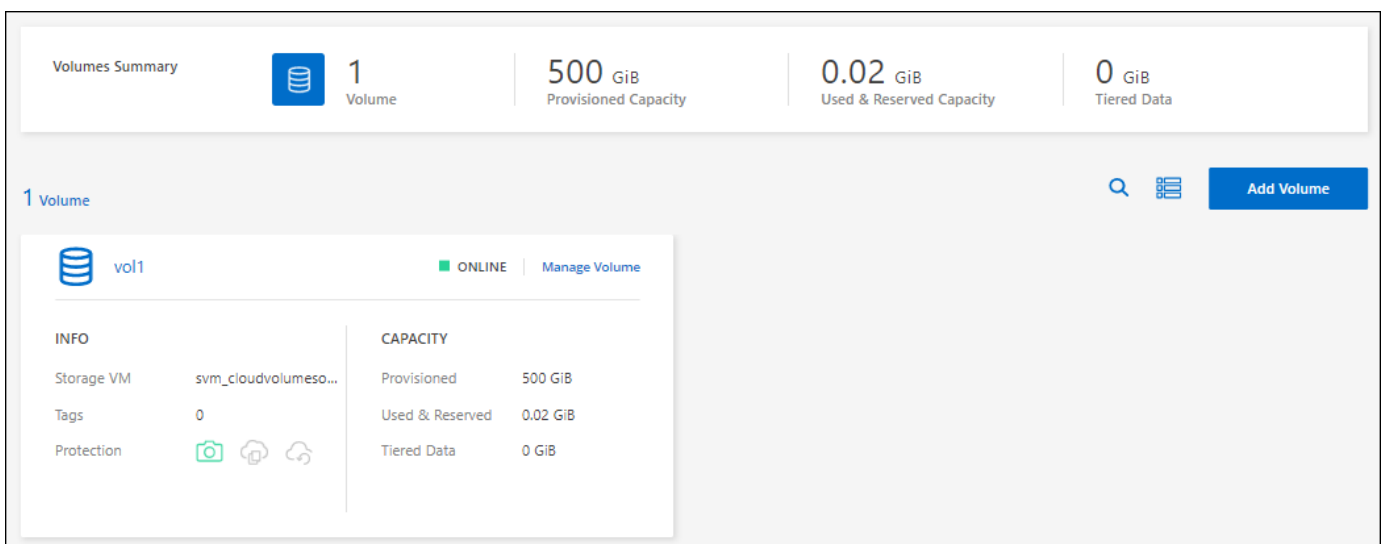 Volumes Summary
1
Volume
500 GiB
Provisioned Capacity
0.02 GiB
Used & Reserved Capacity
0 GiB
Tiered Data
1 Volume
Add Volume
vol1
ONLINE
Manage Volume
INFO
Storage VM svm_cloudvolumeso...
Tags 0
Protection
CAPACITY
Provisioned 500 GiB
Used & Reserved 0.02 GiB
Tiered Data 0 GiB